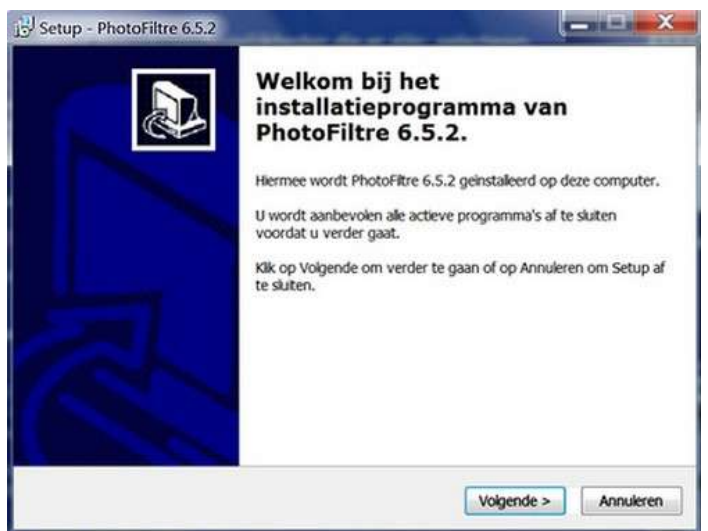 Setup - PhotoFiltre 6.5.2
Welkom bij het
installatieprogramma van
PhotoFiltre 6.5.2.
Hiermee wordt PhotoFiltre 6.5.2 geïnstalleerd op deze computer.
U wordt aanbevolen alle actieve programma's af te sluiten
voordat u verder gaat.
Klik op Volgende om verder te gaan of op Annuleren om Setup af
te sluiten.
Volgende >
Annuleren